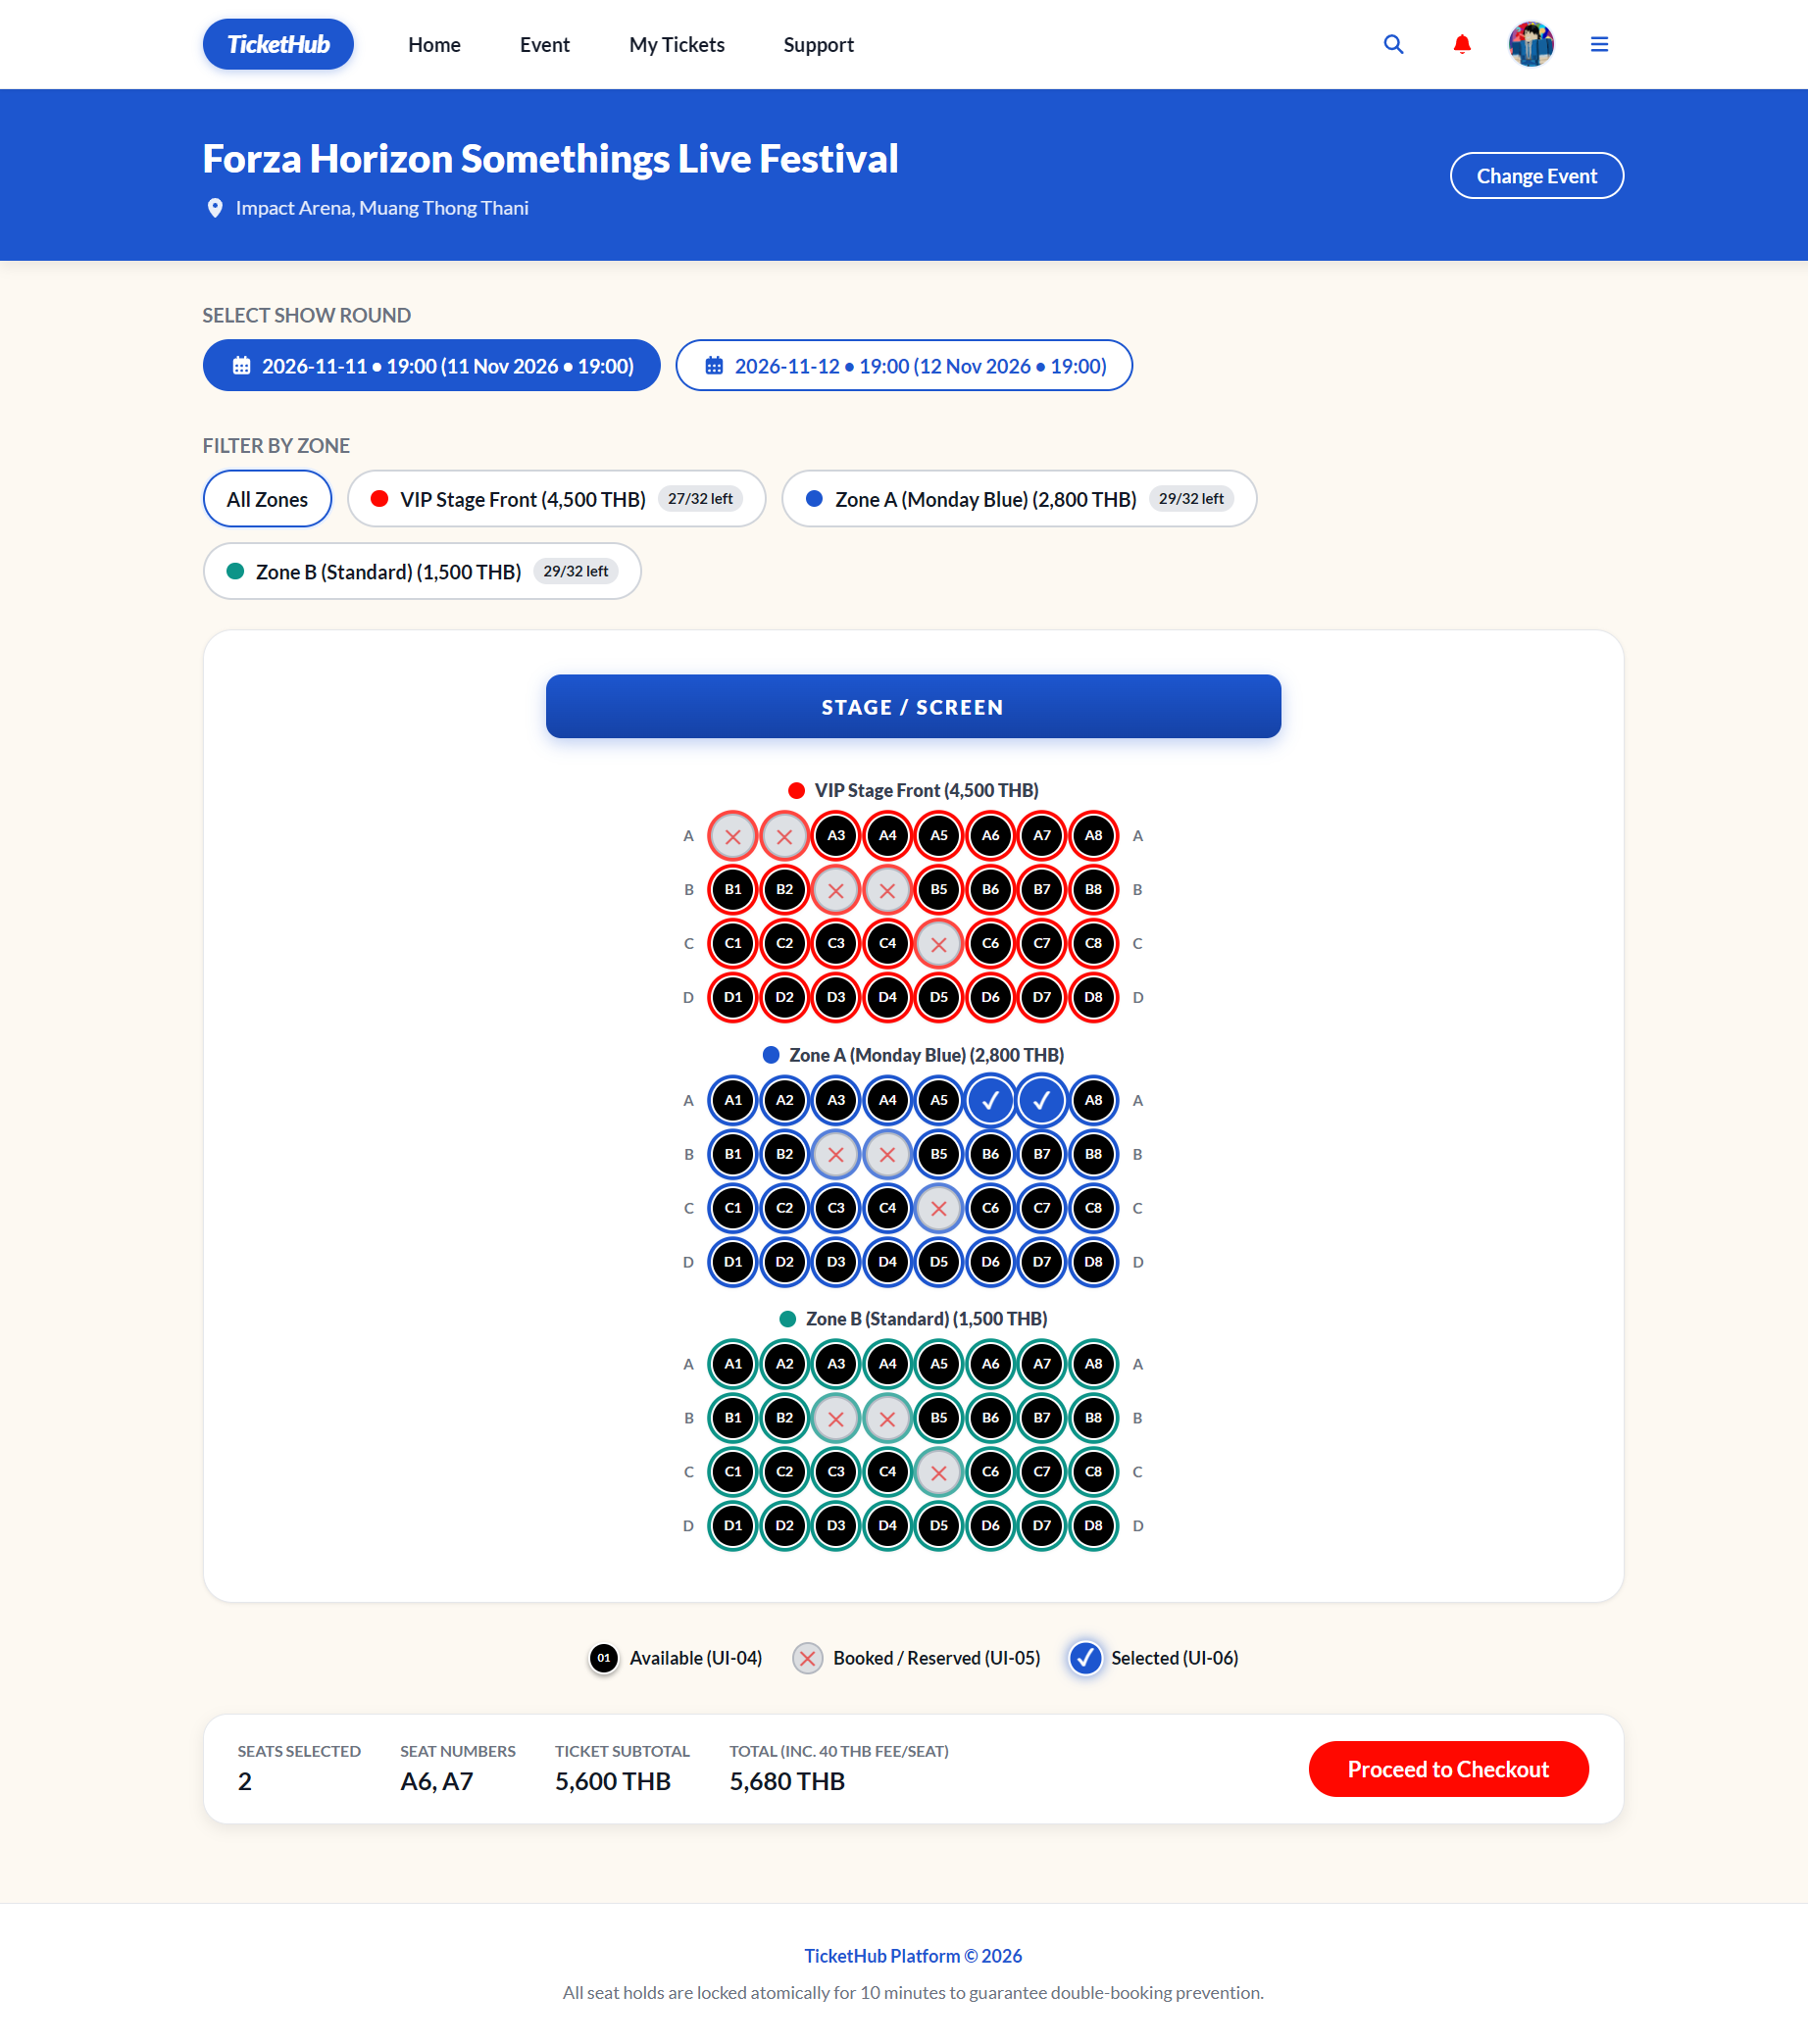 TicketHub Home Event My Tickets Support
Forza Horizon Somethings Live Festival
Impact Arena, Muang Thong Thani
Change Event
SELECT SHOW ROUND
2026-11-11 • 19:00 (11 Nov 2026 • 19:00) 2026-11-12 • 19:00 (12 Nov 2026 • 19:00)
FILTER BY ZONE
All Zones VIP Stage Front (4,500 THB) 27/32 left Zone A (Monday Blue) (2,800 THB) 29/32 left
Zone B (Standard) (1,500 THB) 29/32 left
STAGE / SCREEN
VIP Stage Front (4,500 THB)
A A3 A4 A5 A6 A7 A8 A
B B1 B2 B5 B6 B7 B8 B
C C1 C2 C3 C4 C6 C7 C8 C
D D1 D2 D3 D4 D5 D6 D7 D8 D
Zone A (Monday Blue) (2,800 THB)
A A1 A2 A3 A4 A5 A8 A
B B1 B2 B5 B6 B7 B8 B
C C1 C2 C3 C4 C6 C7 C8 C
D D1 D2 D3 D4 D5 D6 D7 D8 D
Zone B (Standard) (1,500 THB)
A A1 A2 A3 A4 A5 A6 A7 A8 A
B B1 B2 B5 B6 B7 B8 B
C C1 C2 C3 C4 C6 C7 C8 C
D D1 D2 D3 D4 D5 D6 D7 D8 D
01 Available (UI-04) Booked / Reserved (UI-05) Selected (UI-06)
SEATS SELECTED SEAT NUMBERS TICKET SUBTOTAL TOTAL (INC. 40 THB FEE/SEAT)
2 A6, A7 5,600 THB 5,680 THB
Proceed to Checkout
TicketHub Platform © 2026
All seat holds are locked atomically for 10 minutes to guarantee double-booking prevention.